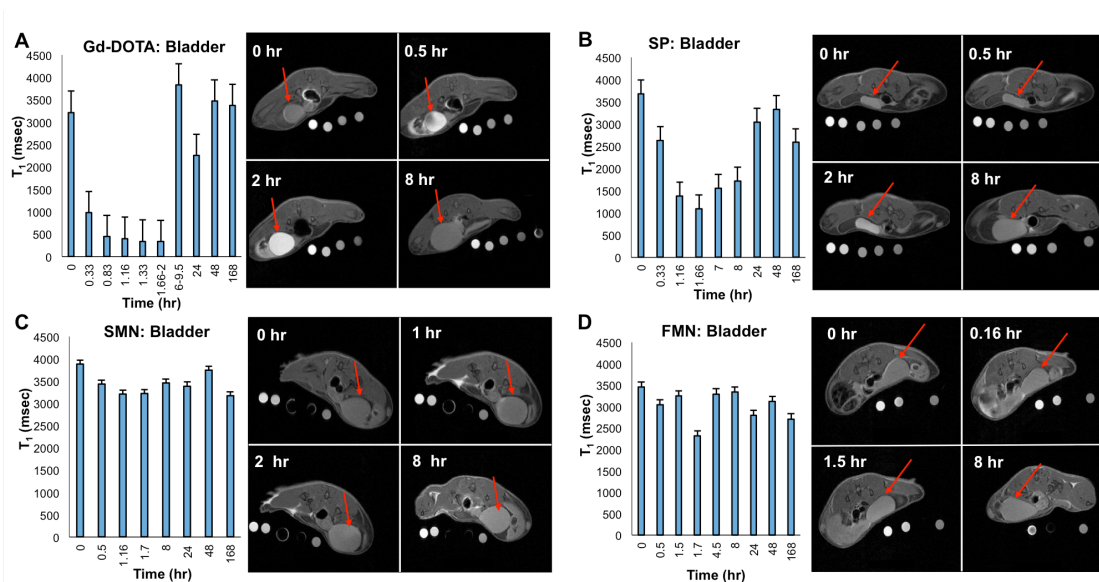 A
Gd-DOTA: Bladder
4500
4000
3500
3000
2500
2000
1500
1000
500
0
T1 (msec)
0
0.33
0.83
1.16
1.33
1.66-2
6-9.5
24
48
168
Time (hr)
0 hr
0.5 hr
2 hr
8 hr
B
SP: Bladder
4500
4000
3500
3000
2500
2000
1500
1000
500
0
T1 (msec)
0
0.33
1.16
1.66
7
8
24
48
168
Time (hr)
0 hr
0.5 hr
2 hr
8 hr
C
SMN: Bladder
4500
4000
3500
3000
2500
2000
1500
1000
500
0
T1 (msec)
0
0.5
1.16
1.7
8
24
48
168
Time (hr)
0 hr
1 hr
2 hr
8 hr
D
FMN: Bladder
4500
4000
3500
3000
2500
2000
1500
1000
500
0
T1 (msec)
0
0.5
1.5
1.7
4.5
8
24
48
168
Time (hr)
0 hr
0.16 hr
1.5 hr
8 hr